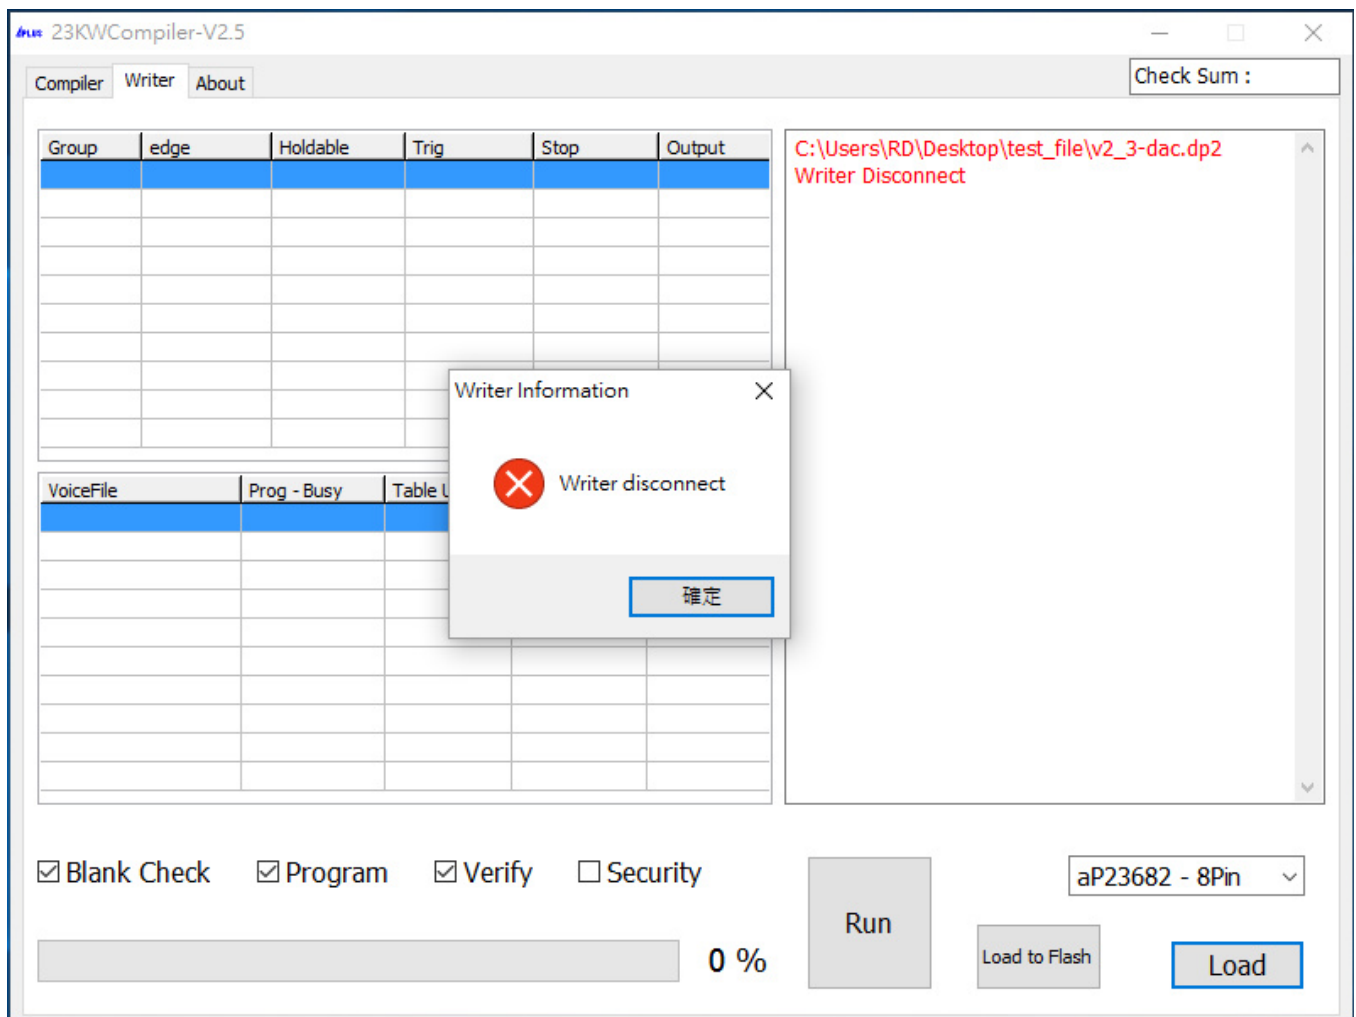 APLUS 23KWCompiler-V2.5
Compiler Writer About
Check Sum :
Group edge Holdable Trig Stop Output
C:\Users\RD\Desktop\test_file\v2_3-dac.dp2
Writer Disconnect
Writer Information
Writer disconnect
確定
VoiceFile Prog - Busy Table
Blank Check Program Verify Security
aP23682 - 8Pin
Run
Load to Flash
Load
0 %